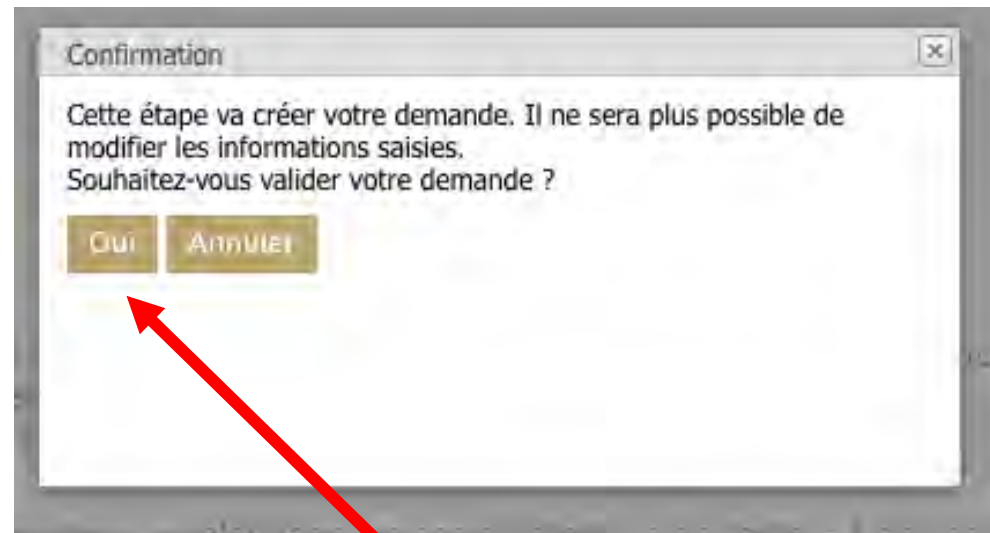 Confirmation
Cette étape va créer votre demande. Il ne sera plus possible de
modifier les informations saisies.
Souhaitez-vous valider votre demande ?
Oui Annuler